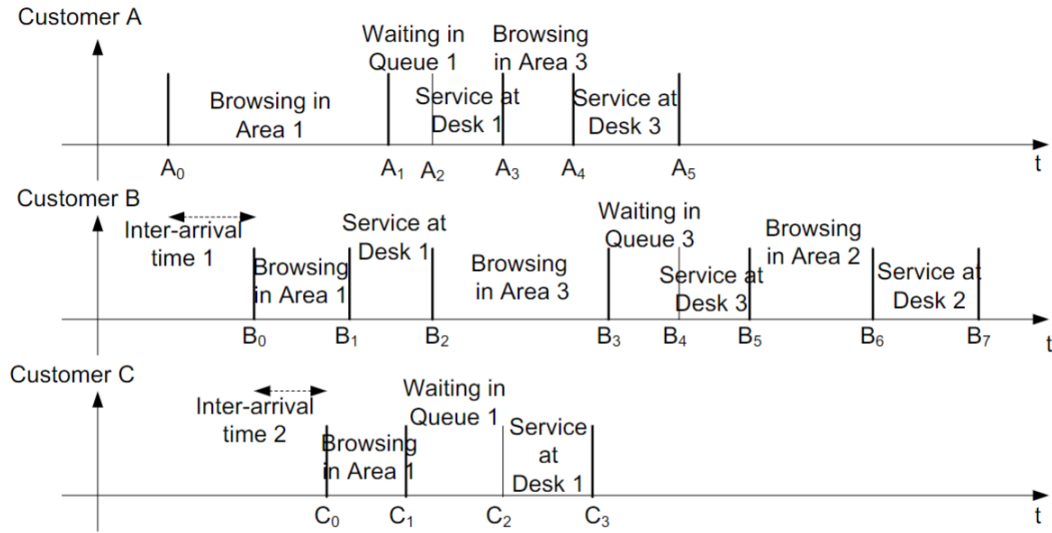 Customer A
Waiting in
Queue 1
Browsing
in Area 3
Browsing in
Area 1
Service at
Desk 1
Service at
Desk 3
A0 A1 A2 A3 A4 A5 t
Customer B
Inter-arrival
time 1
Browsing
in Area 1
Service at
Desk 1
Browsing
in Area 3
Waiting in
Queue 3
Service at
Desk 3
Browsing
in Area 2
Service at
Desk 2
B0 B1 B2 B3 B4 B5 B6 B7 t
Customer C
Inter-arrival
time 2
Browsing
in Area 1
Waiting in
Queue 1
Service
at
Desk 1
C0 C1 C2 C3 t